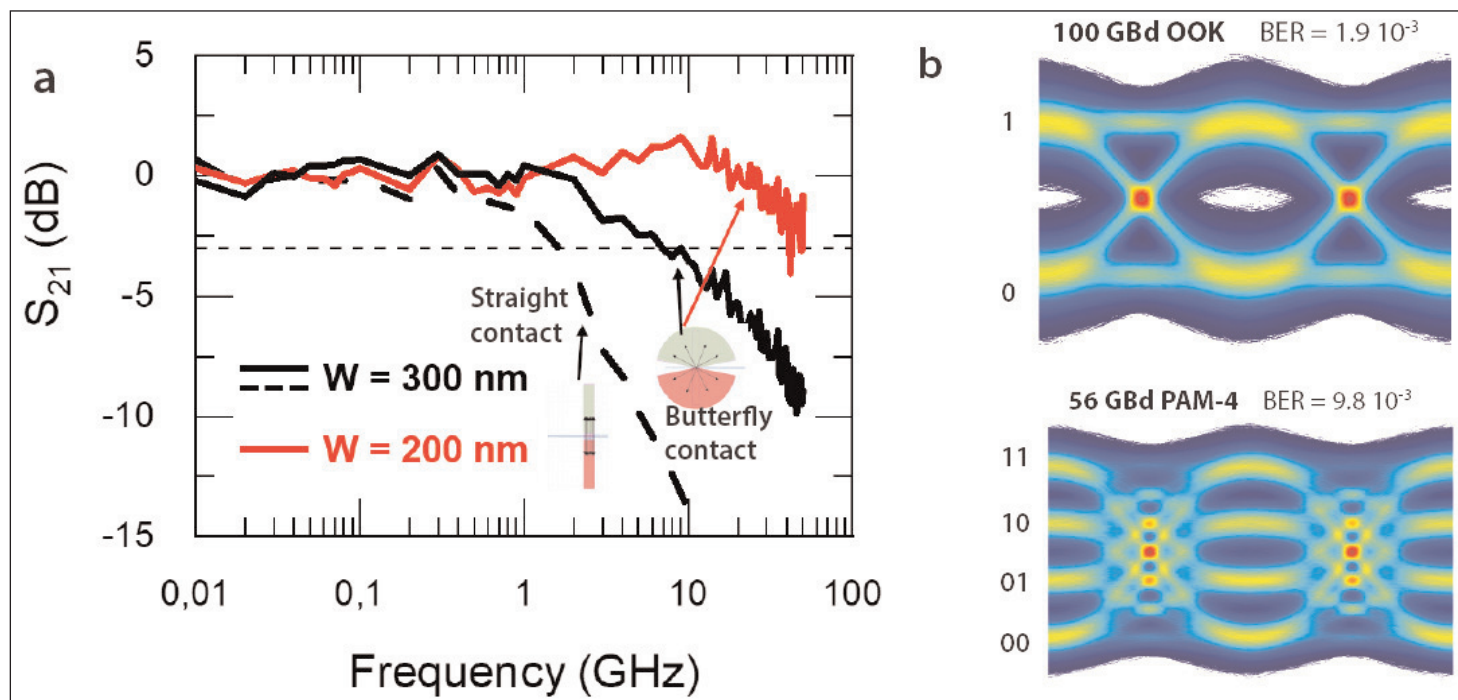 a
5
0
-5
-10
-15
S21 (dB)
0,01
0,1
1
10
100
Frequency (GHz)
Straight
contact
Butterfly
contact
W = 300 nm
W = 200 nm
b
100 GBd OOK BER = 1.9 10-3
1
0
56 GBd PAM-4 BER = 9.8 10-3
11
10
01
00